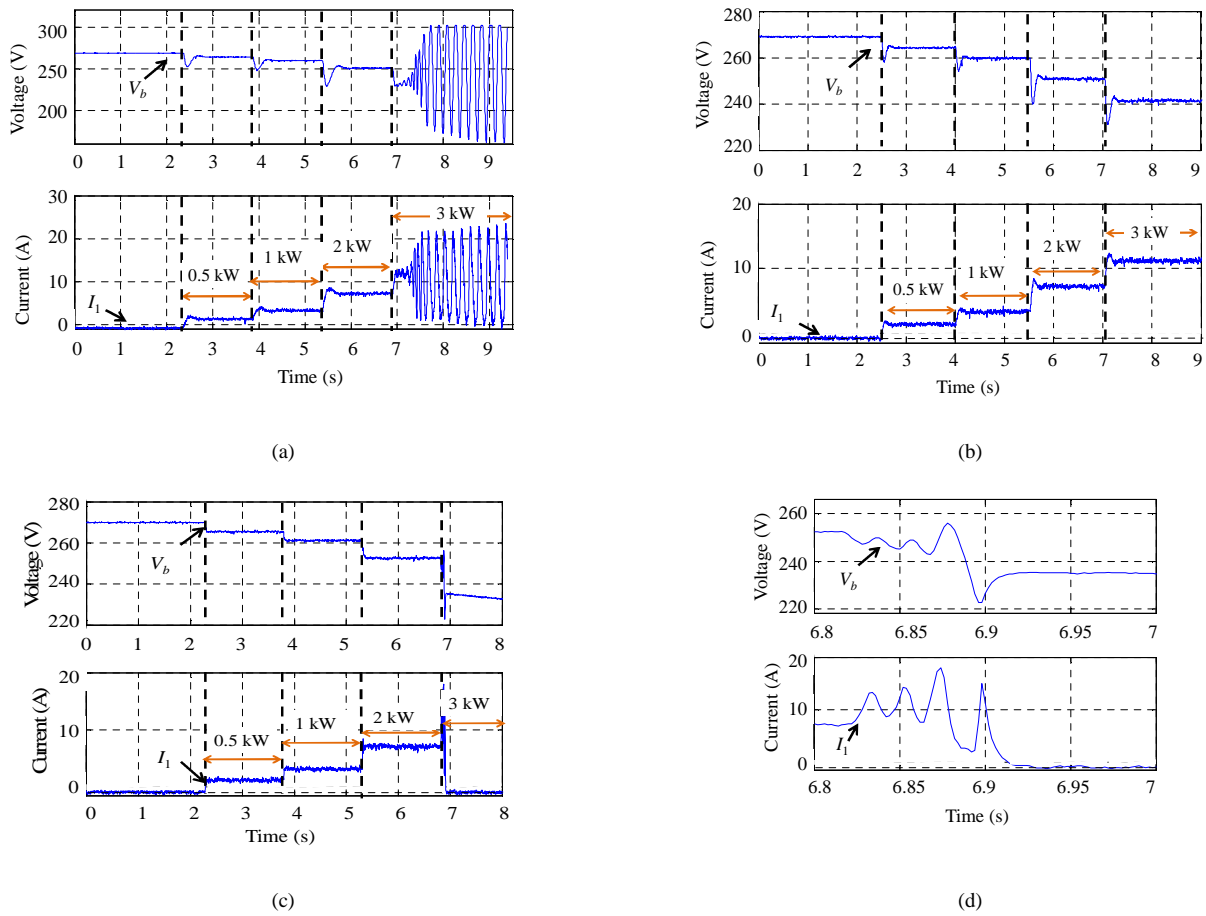 300
250
200
Voltage (V)
V_b
0 1 2 3 4 5 6 7 8 9
30
20
10
0
Current (A)
I_1
0.5 kW
1 kW
2 kW
3 kW
0 1 2 3 4 5 6 7 8 9
Time (s)
(a)
280
260
240
220
Voltage (V)
V_b
0 1 2 3 4 5 6 7 8 9
20
10
0
Current (A)
I_1
0.5 kW
1 kW
2 kW
3 kW
0 1 2 3 4 5 6 7 8 9
Time (s)
(b)
280
260
240
220
Voltage (V)
V_b
0 1 2 3 4 5 6 7 8
20
10
0
Current (A)
I_1
0.5 kW
1 kW
2 kW
3 kW
0 1 2 3 4 5 6 7 8
Time (s)
(c)
260
240
220
Voltage (V)
V_b
6.8 6.85 6.9 6.95 7
20
10
0
Current (A)
I_1
6.8 6.85 6.9 6.95 7
Time (s)
(d)